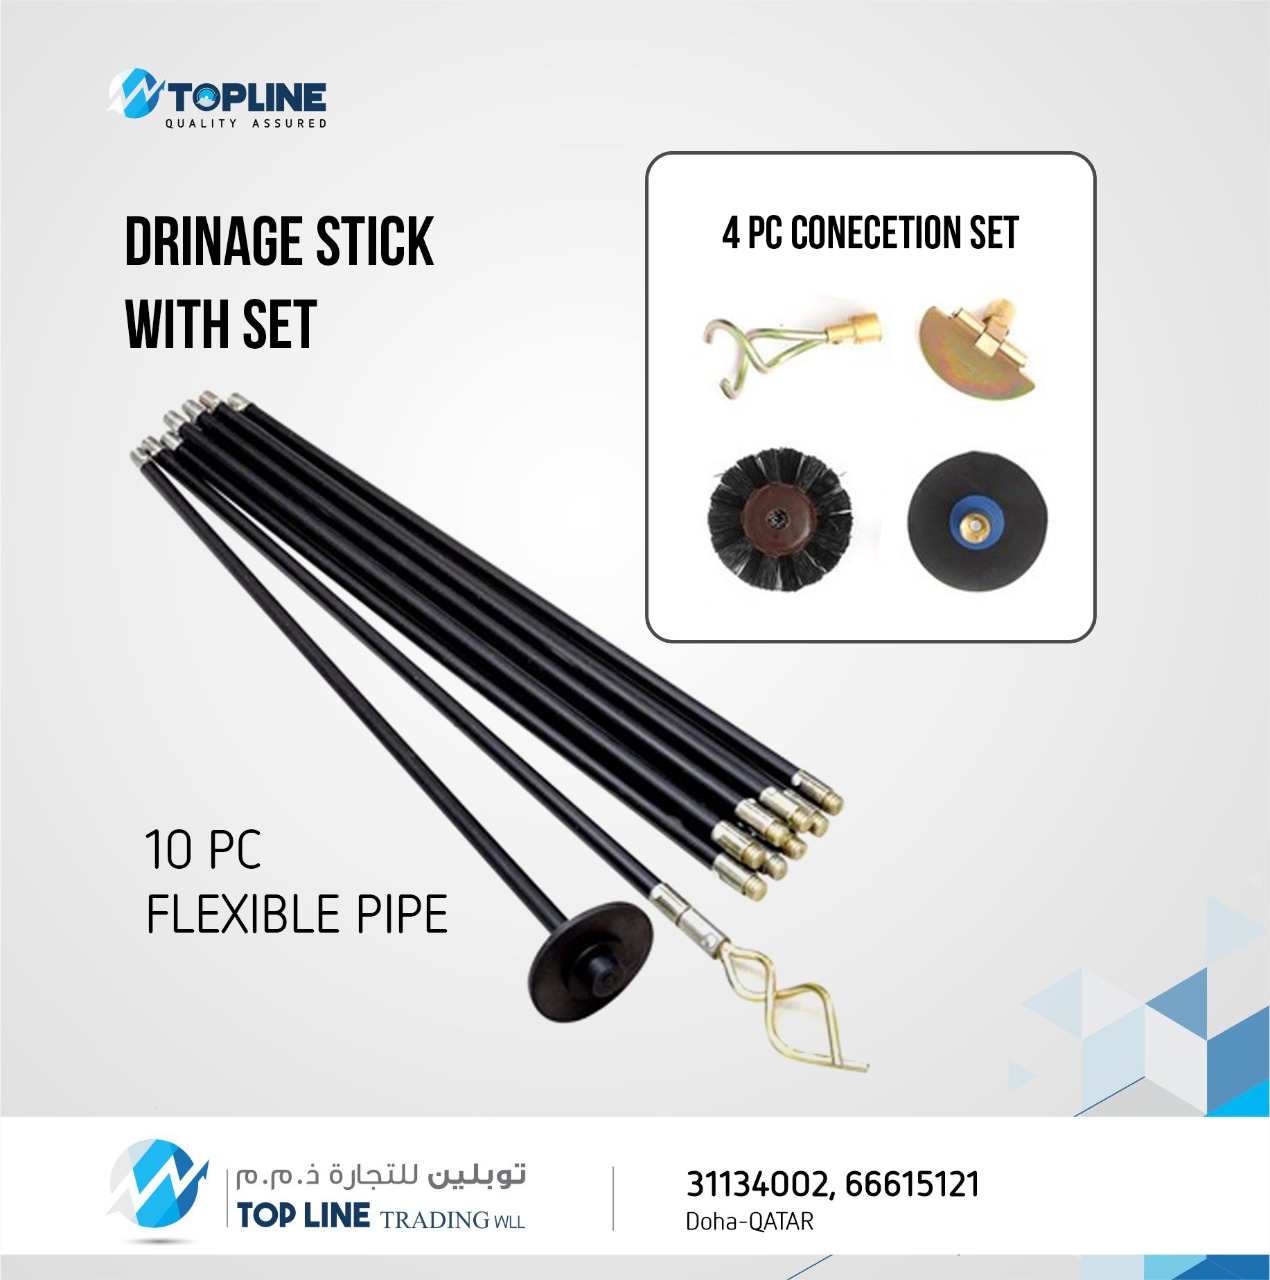 TOPLINE
QUALITY ASSURED
DRINAGE STICK
WITH SET
4 PC CONECETION SET
10 PC
FLEXIBLE PIPE
توبلين للتجارة ذ.م.م
TOP LINE TRADING WLL
31134002, 66615121
Doha-QATAR